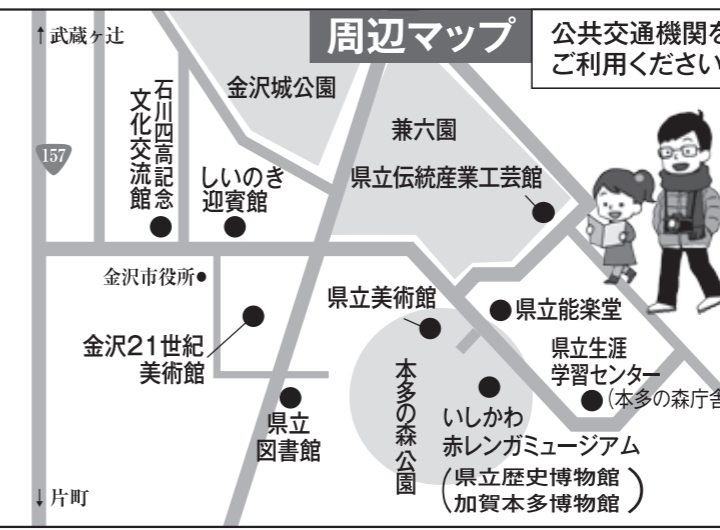 周辺マップ
公共交通機関を
ご利用ください
↑武蔵ヶ辻
157
石川四高記念
文化交流館
しいのき
迎賓館
金沢城公園
兼六園
県立伝統産業工芸館
金沢市役所●
金沢21世紀
美術館
県立美術館
県立能楽堂
県立生涯
学習センター
(本多の森庁舎
本多の森公園
県立
図書館
いしかわ
赤レンガミュージアム
(県立歴史博物館
加賀本多博物館)
↓片町